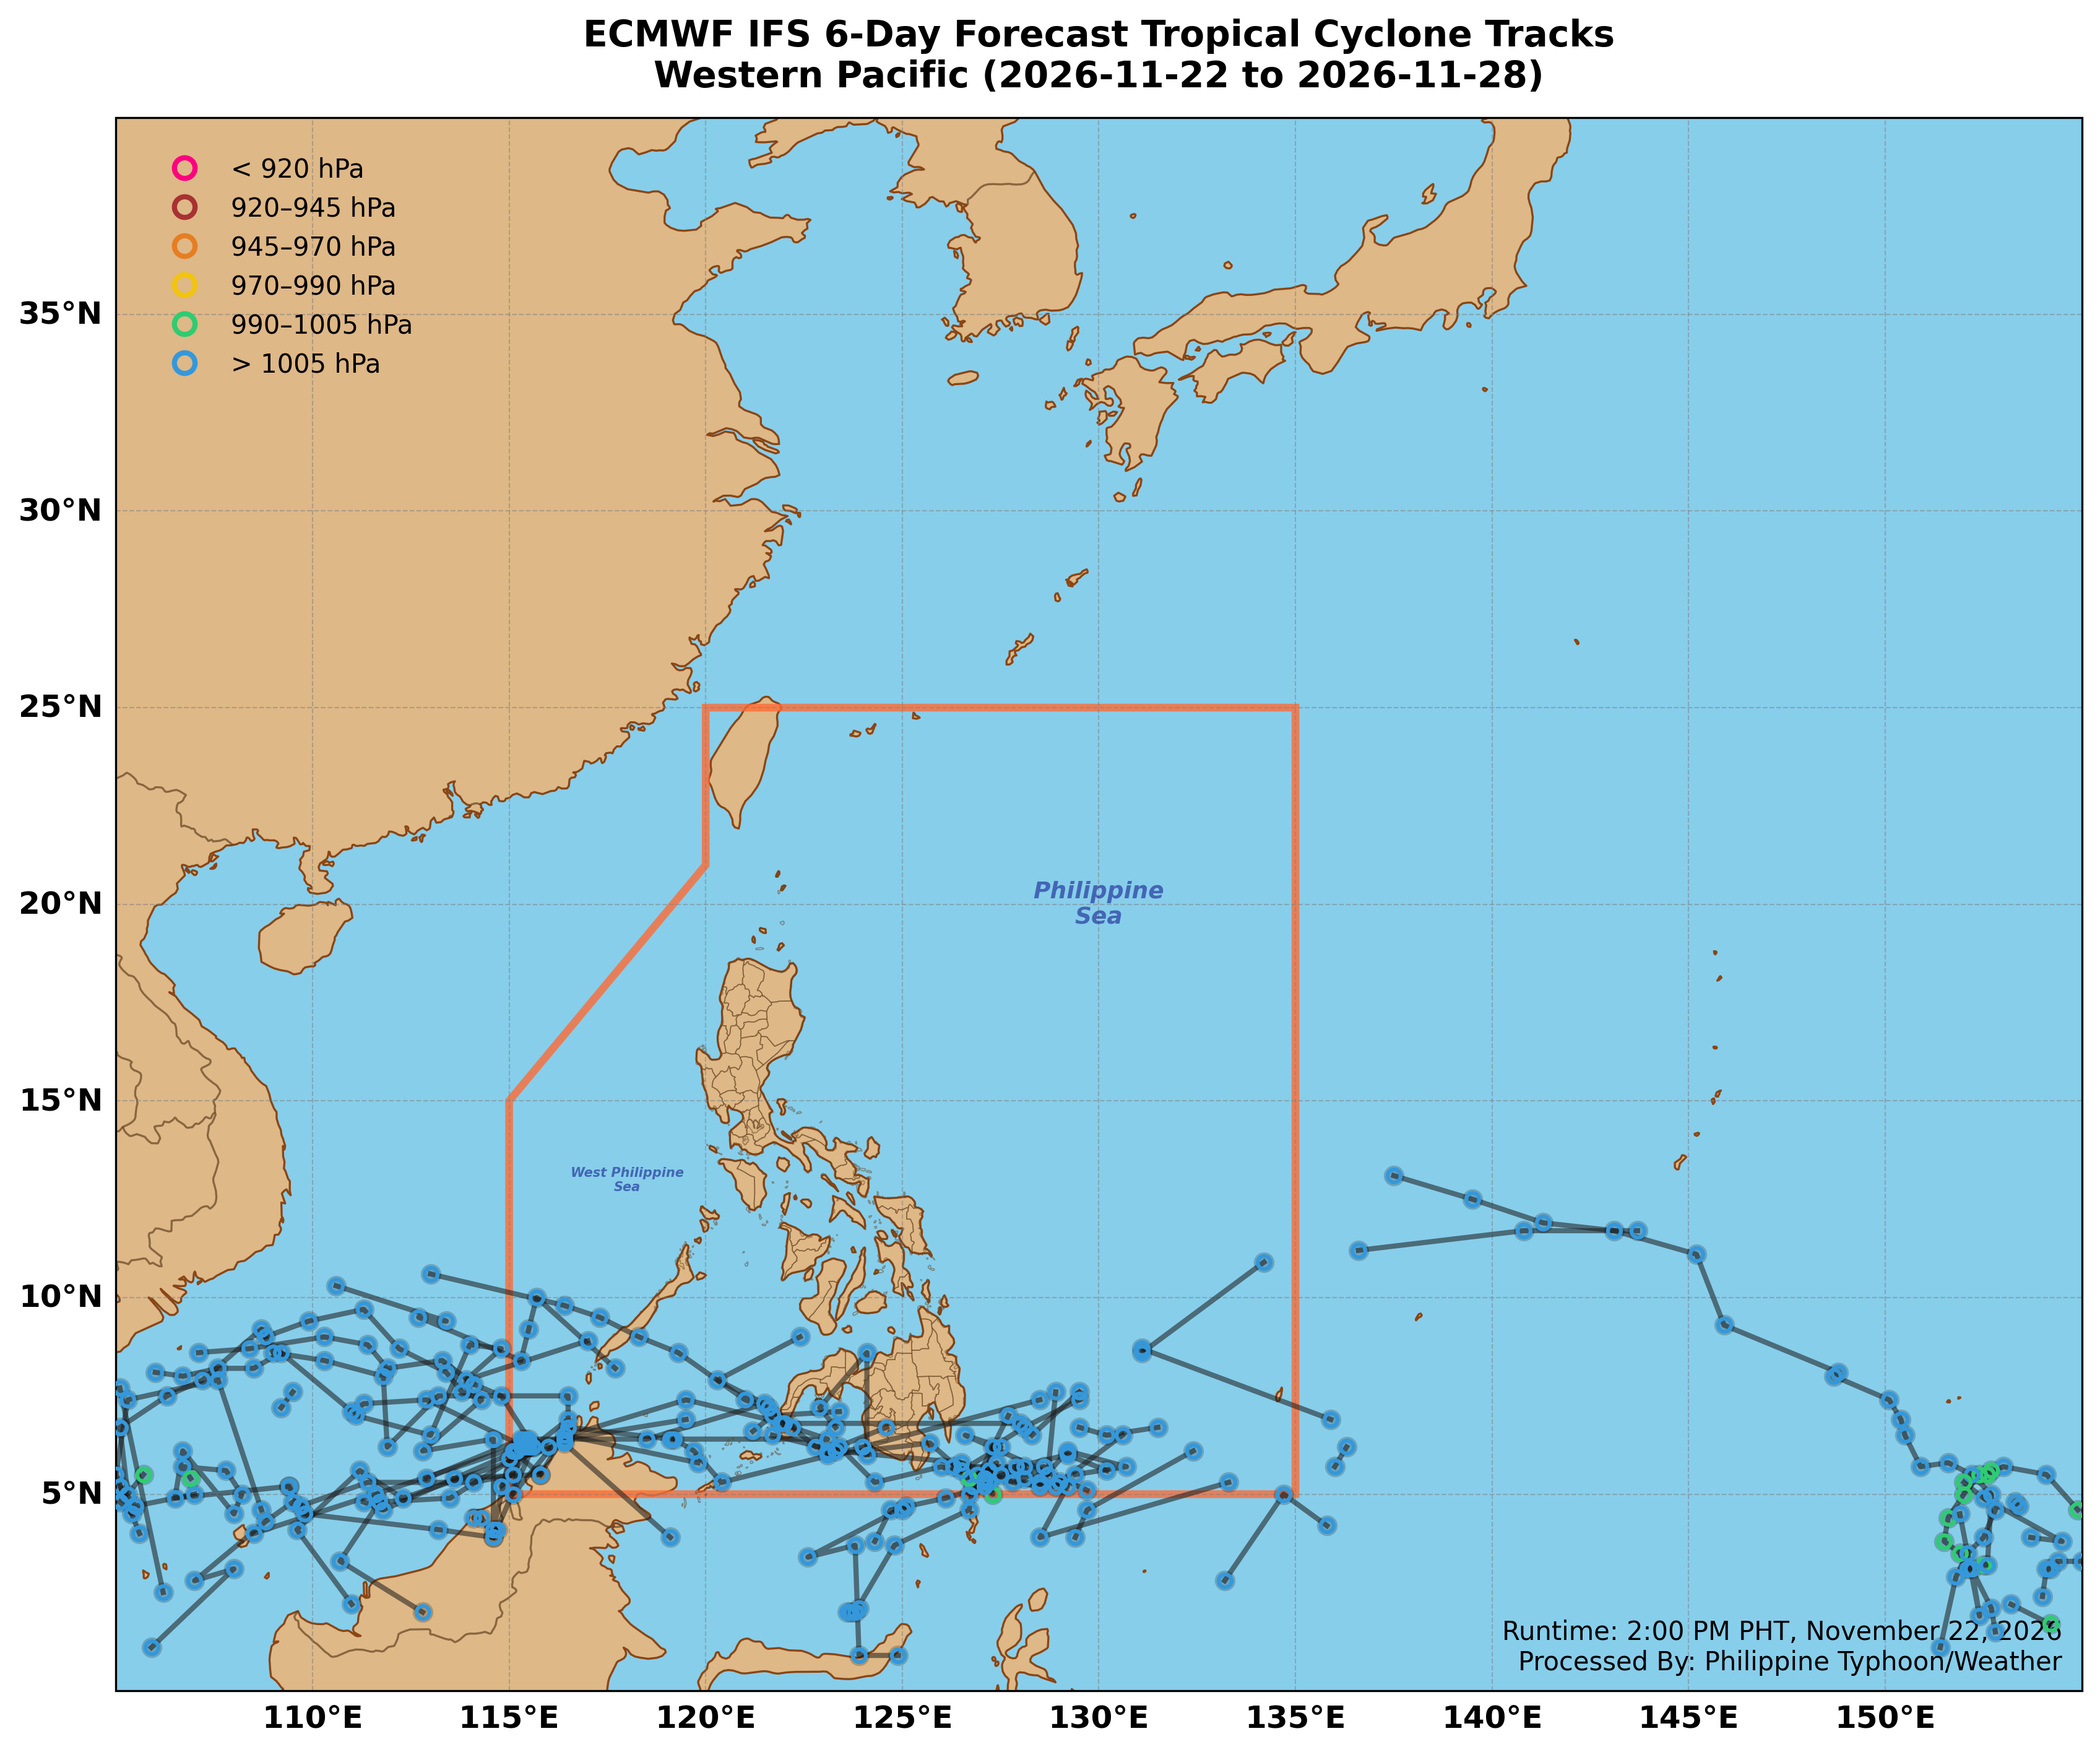 ECMWF IFS 6-Day Forecast Tropical Cyclone Tracks
Western Pacific (2026-11-22 to 2026-11-28)
< 920 hPa
920–945 hPa
945–970 hPa
970–990 hPa
990–1005 hPa
> 1005 hPa
35°N
30°N
25°N
20°N
15°N
10°N
5°N
Philippine
Sea
West Philippine
Sea
Runtime: 2:00 PM PHT, November 22, 2026
Processed By: Philippine Typhoon/Weather
110°E
115°E
120°E
125°E
130°E
135°E
140°E
145°E
150°E